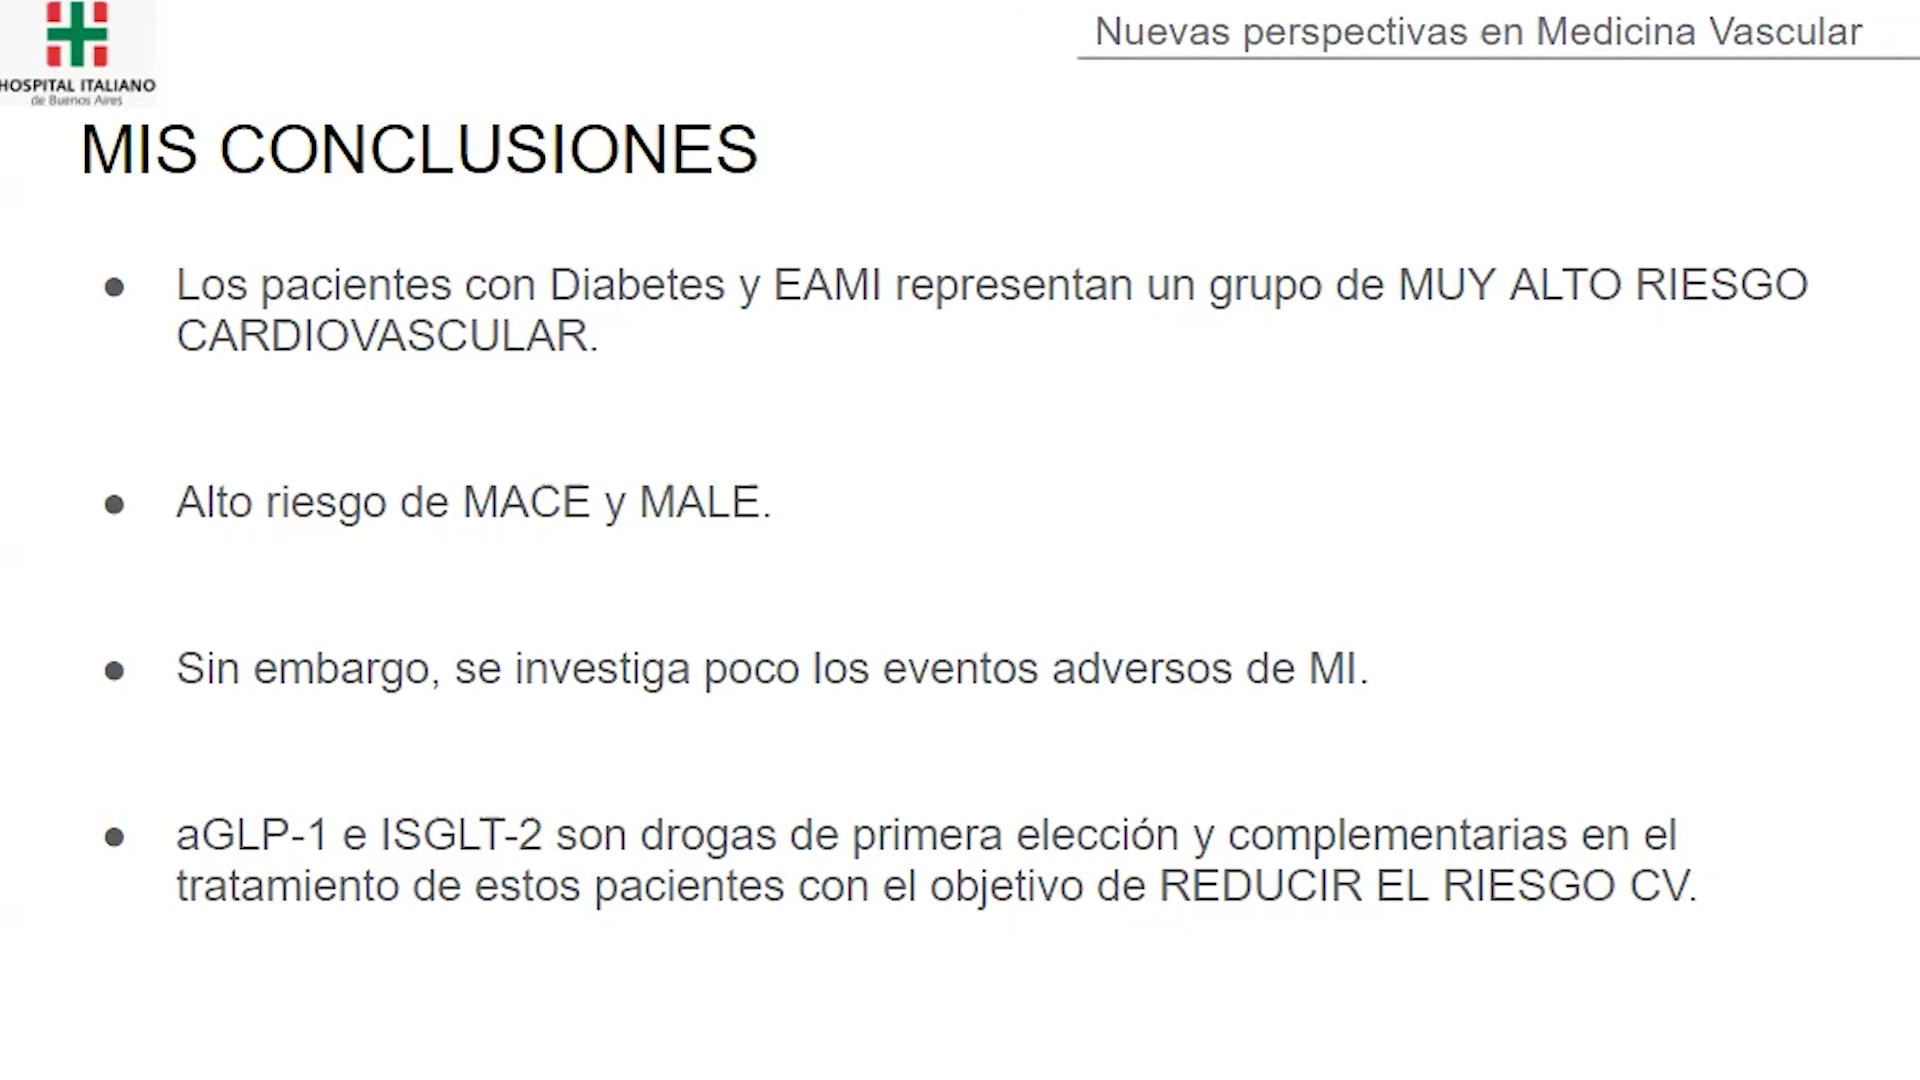 HOSPITAL ITALIANO
de Buenos Aires
Nuevas perspectivas en Medicina Vascular
MIS CONCLUSIONES
● Los pacientes con Diabetes y EAMI representan un grupo de MUY ALTO RIESGO
CARDIOVASCULAR.
● Alto riesgo de MACE y MALE.
● Sin embargo, se investiga poco los eventos adversos de MI.
● aGLP-1 e ISGLT-2 son drogas de primera elección y complementarias en el
tratamiento de estos pacientes con el objetivo de REDUCIR EL RIESGO CV.